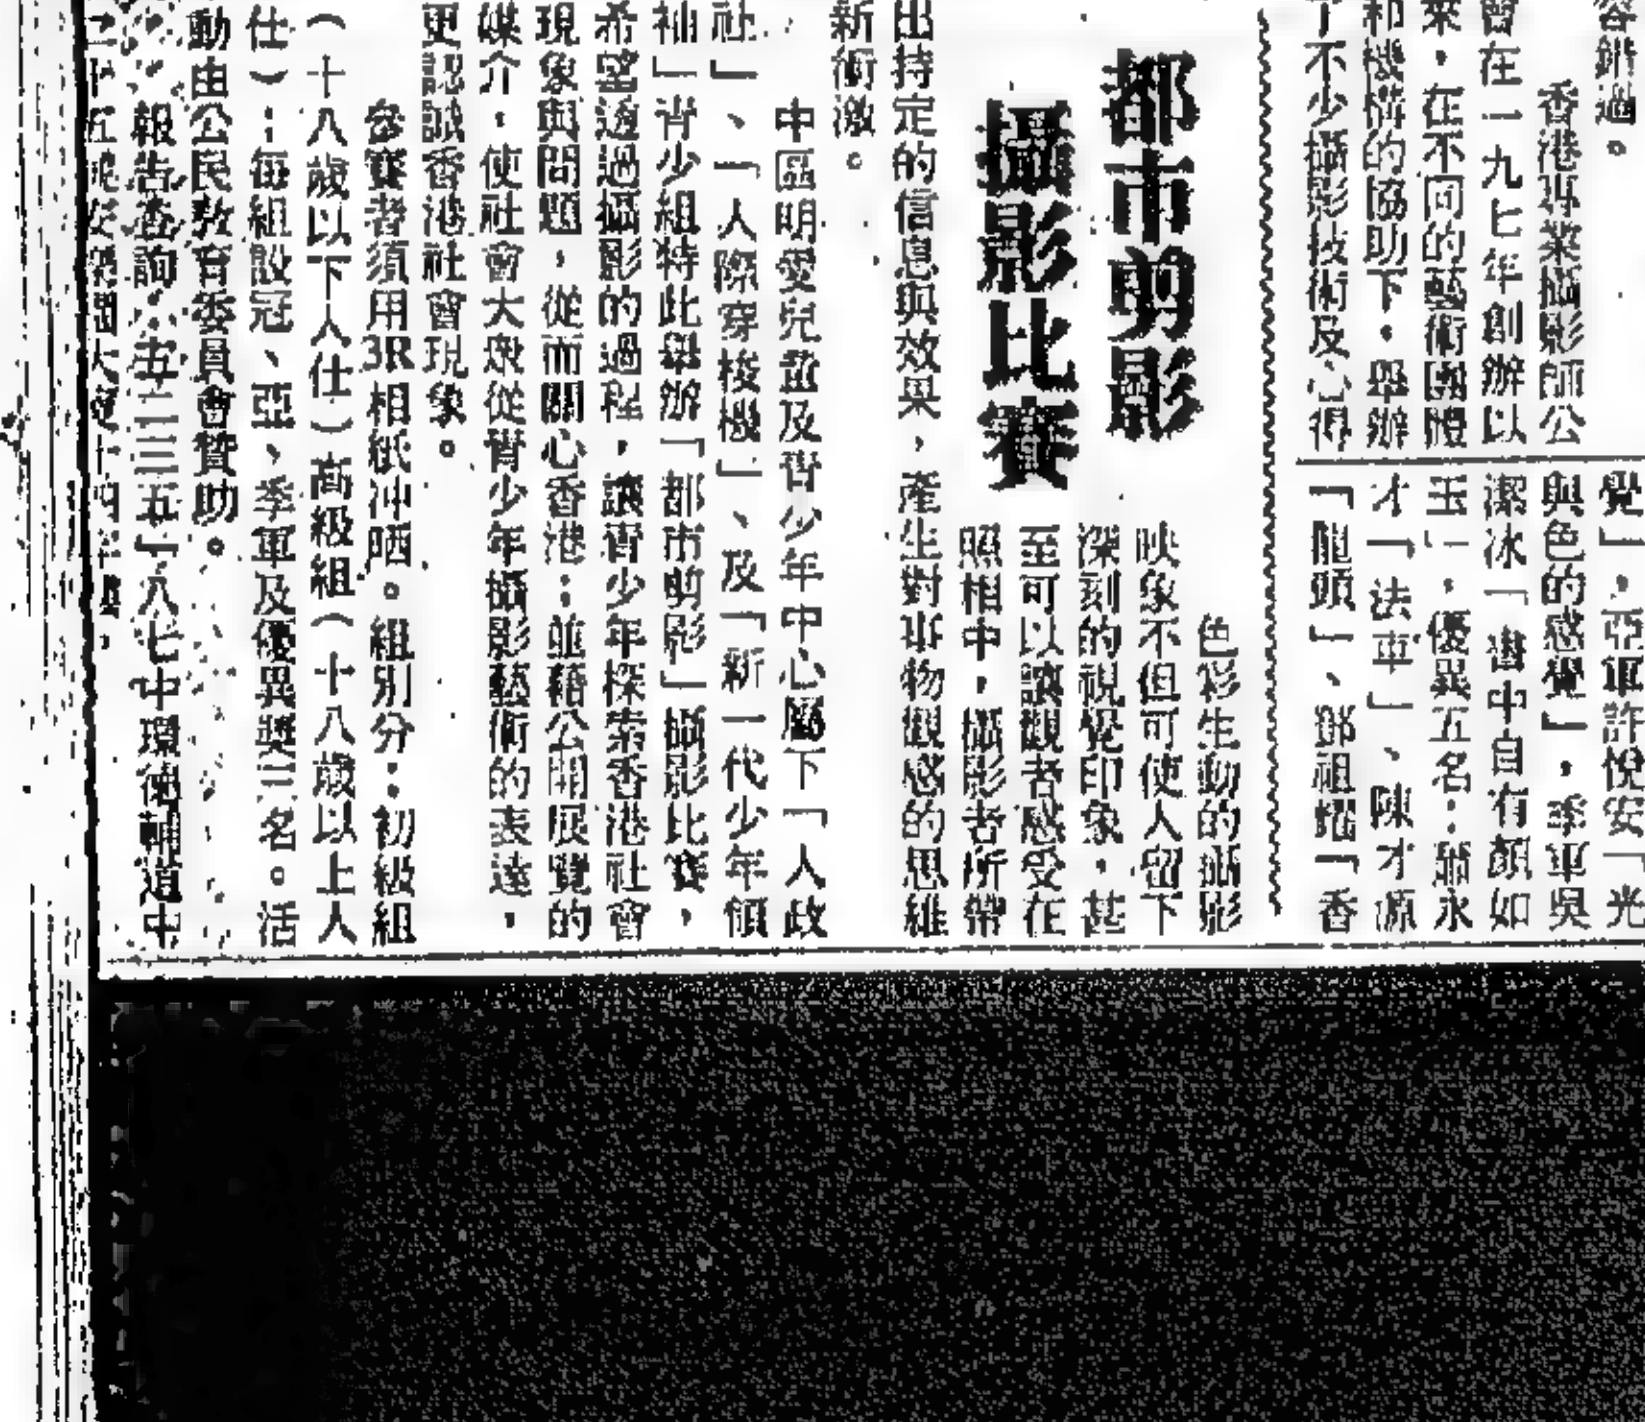 容錯過。
香港專業攝影師公
會在一九七年創辦以
來，在不同的藝術團體
和機構的協助下，舉辦
了不少攝影技術及心得
覺」，亞軍許悅安「光
與色的感覺」，季軍吳
潔冰「書中自有顏如
玉」，優異五名：永
才「法車」、陳才源
「龍頭」、鄧祖耀「香
都市剪影
攝影比賽
色彩生動的攝影
映象不但可使人留下
深刻的視覺印象，甚
至可以讓觀者感受在
照相中，攝影者所帶
出持定的信息與效果，產生對事物觀感的思維
新衝激。
中區明愛兒童及青少年中心屬下「人政
社」、「人際穿梭機」、及「新一代少年領
袖」青少組特此舉辦「都市剪影」攝影比賽，
希望透過攝影的過程，讓青少年探索香港社會
現象與問題，從而關心香港；並藉公開展覽的
媒介，使社會大眾從青少年攝影藝術的表達，
更認識香港社會現象。
參賽者須用3R相紙沖晒。組別分：初級組
（十八歲以下人仕）高級組（十八歲以上人
仕）；每組設冠、亞、季軍及優異獎三名。活
動由公民教育委員會贊助。
報告查詢：五二三五一八七中環德輔道中